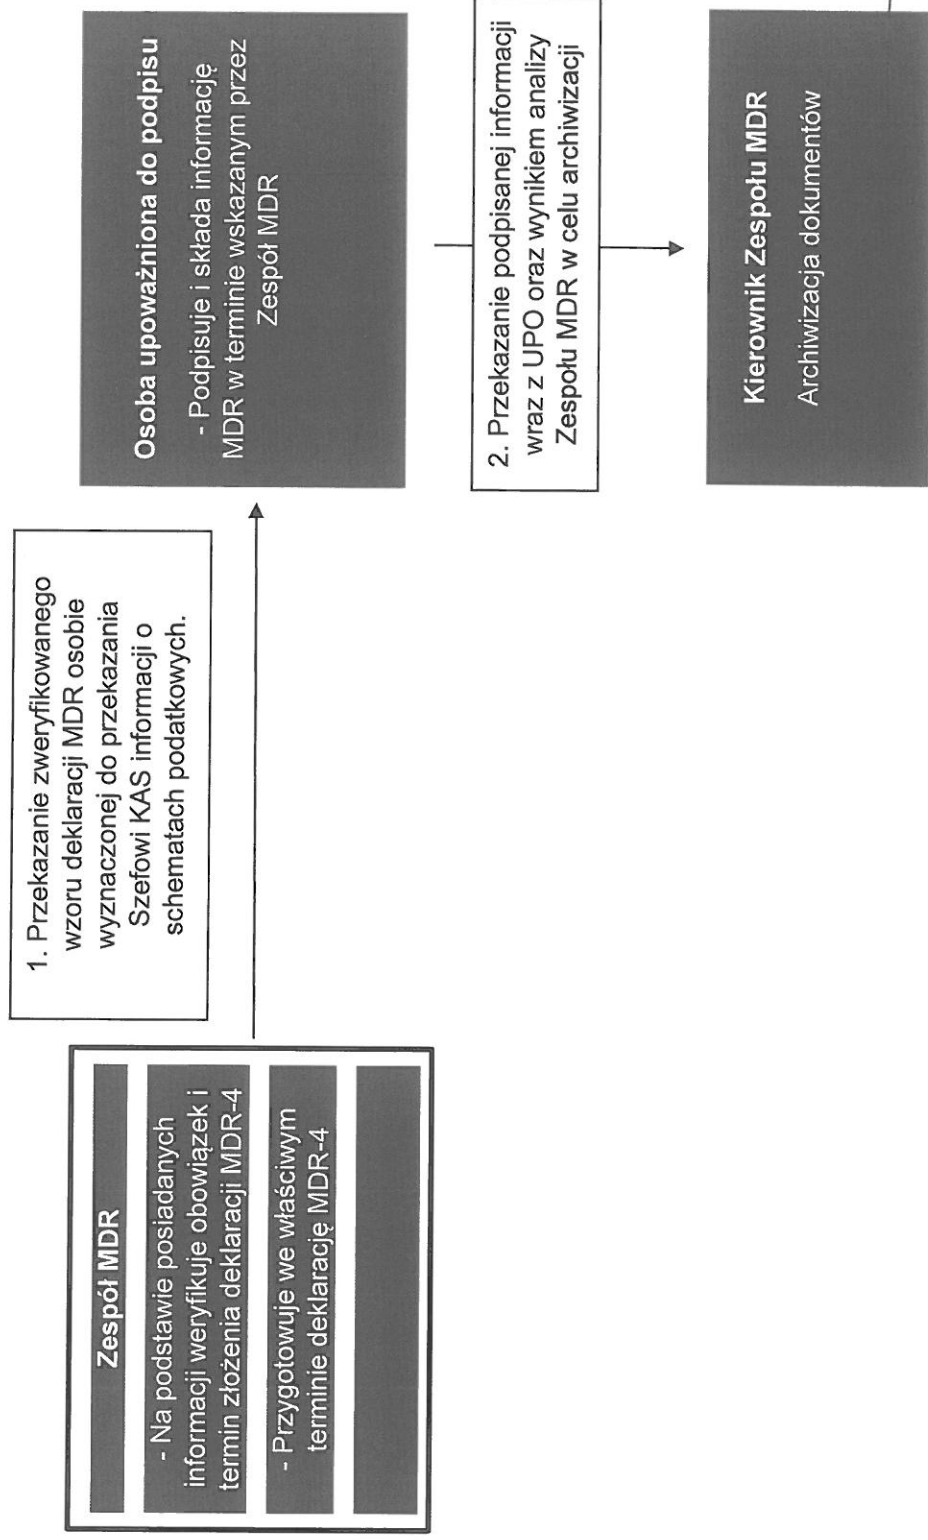 Zespół MDR
- Na podstawie posiadanych
informacji weryfikuje obowiązek i
termin złożenia deklaracji MDR-4
- Przygotowuje we właściwym
terminie deklarację MDR-4
1. Przekazanie zweryfikowanego
wzoru deklaracji MDR osobie
wyznaczonej do przekazania
Szefowi KAS informacji o
schematach podatkowych.
Osoba upoważniona do podpisu
- Podpisuje i składa informację
MDR w terminie wskazanym przez
Zespół MDR
2. Przekazanie podpisanej informacji
wraz z UPO oraz wynikiem analizy
Zespołu MDR w celu archiwizacji
Kierownik Zespołu MDR
Archiwizacja dokumentów